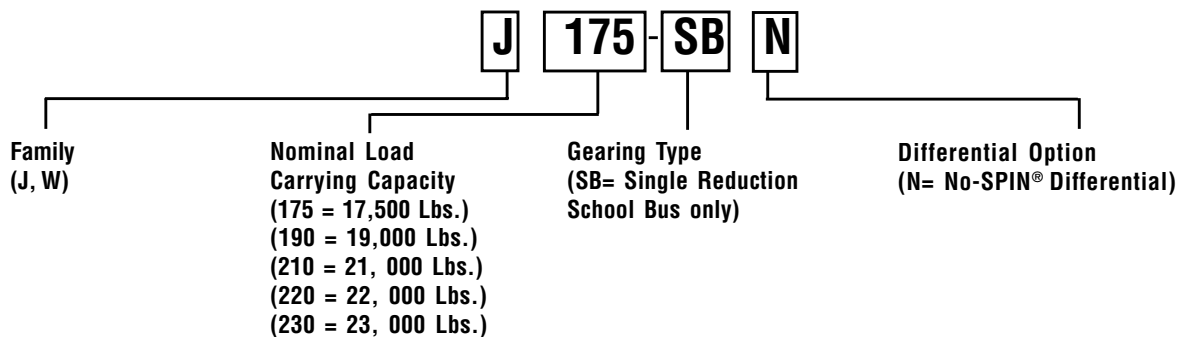 J 175-SB N
Family
(J, W)
Nominal Load
Carrying Capacity
(175 = 17,500 Lbs.)
(190 = 19,000 Lbs.)
(210 = 21, 000 Lbs.)
(220 = 22, 000 Lbs.)
(230 = 23, 000 Lbs.)
Gearing Type
(SB= Single Reduction
School Bus only)
Differential Option
(N= No-SPIN® Differential)